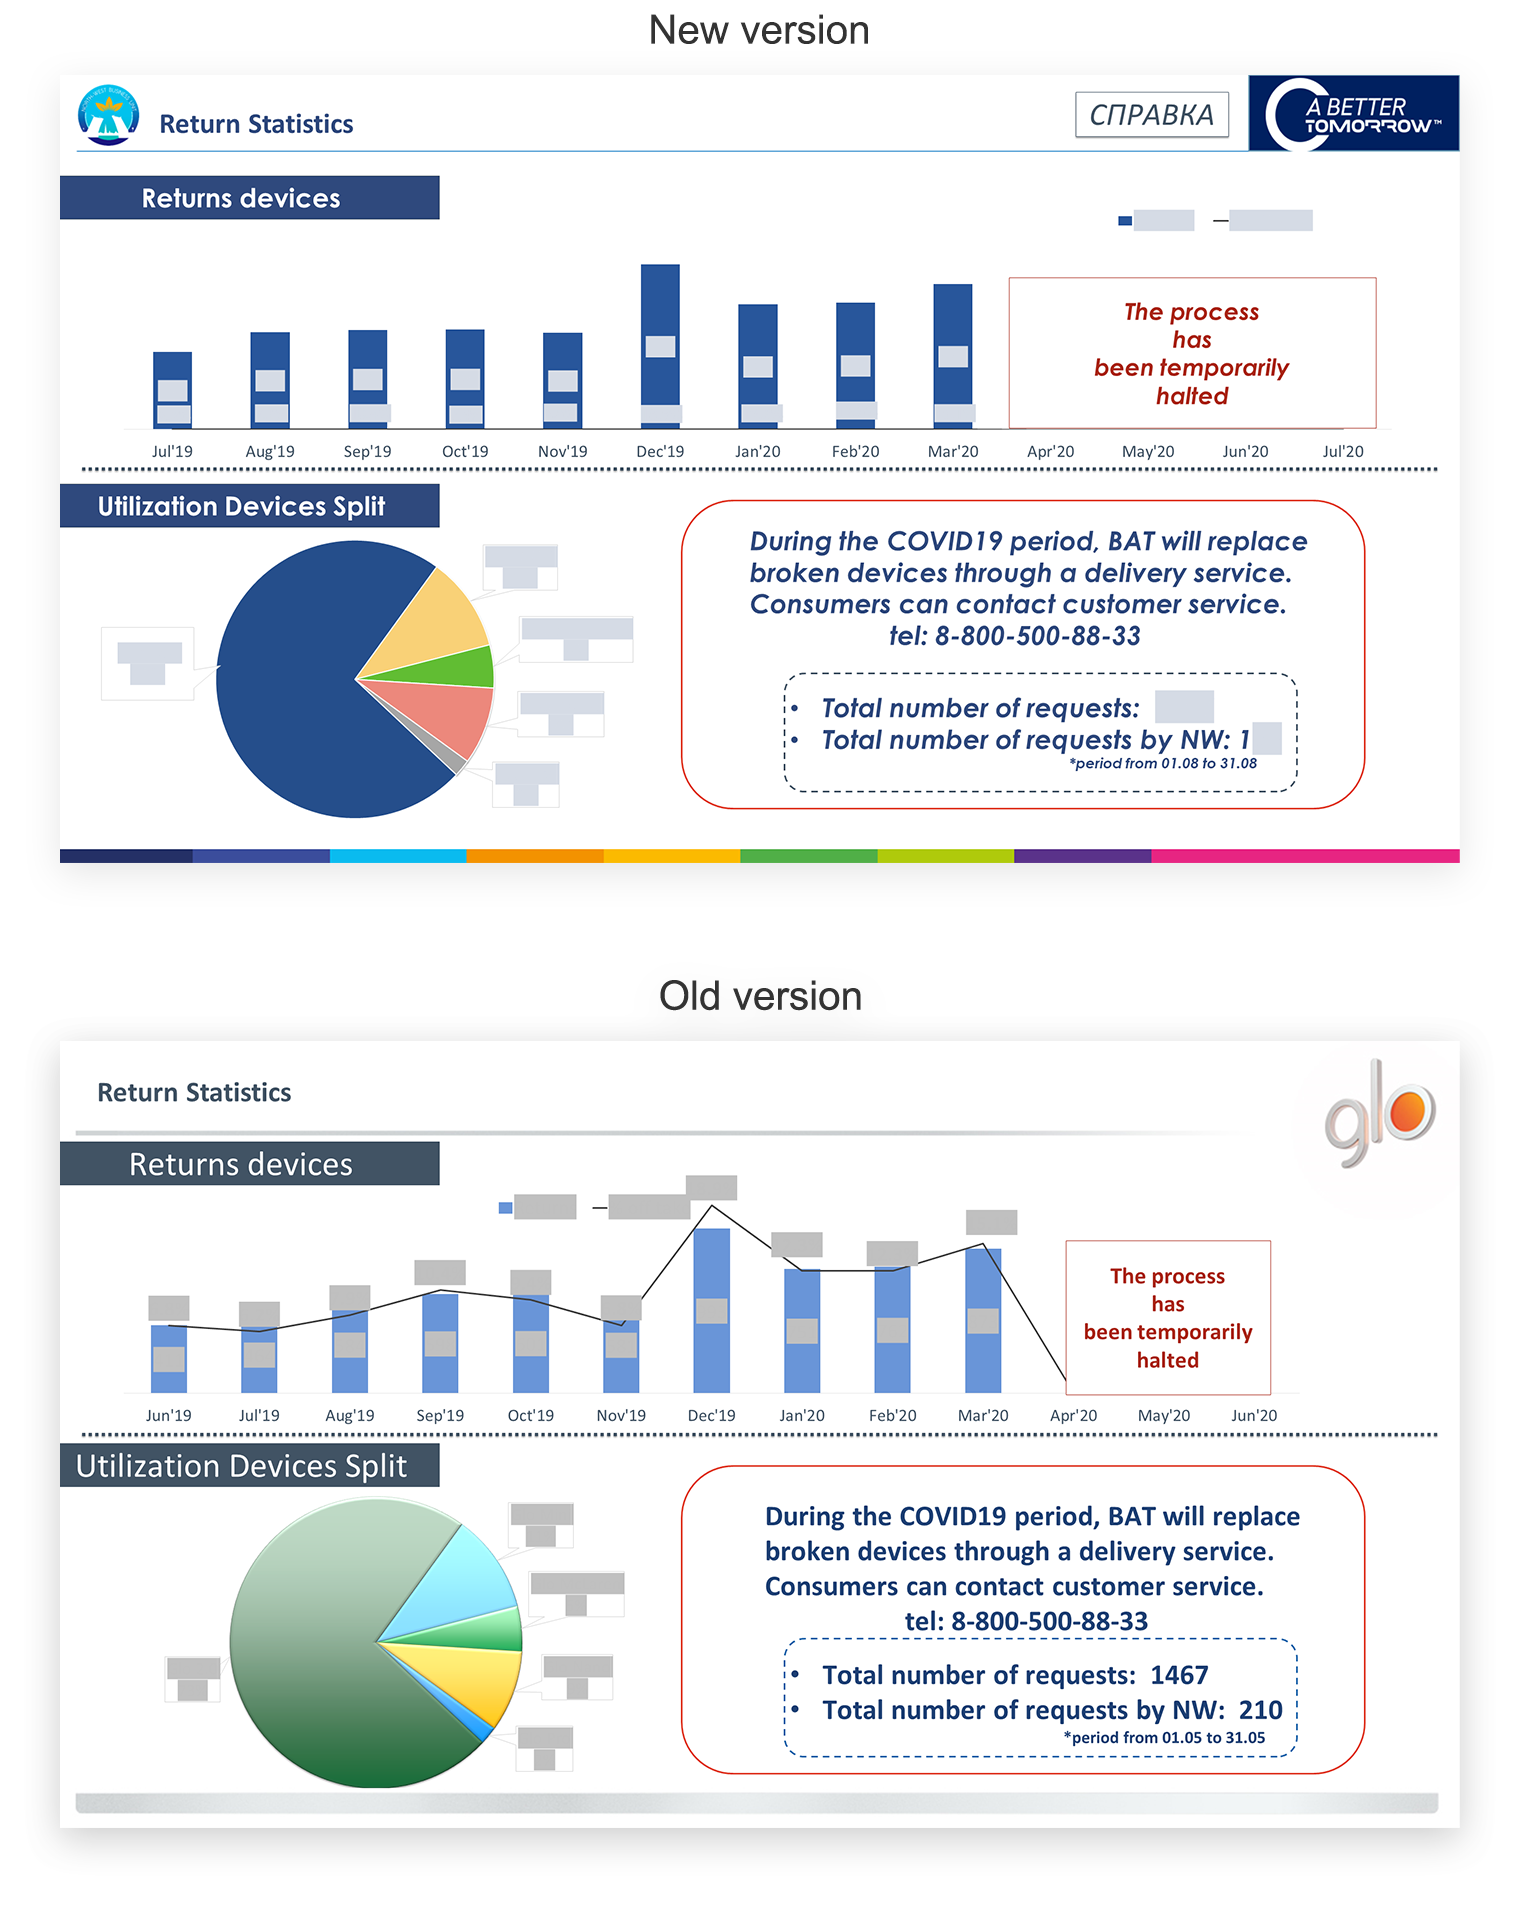 New version
NORTH-WEST BUSINESS UNIT
Return Statistics
СПРАВКА
A BETTER
TOMORROW™
Returns devices
The process
has
been temporarily
halted
Jul'19 Aug'19 Sep'19 Oct'19 Nov'19 Dec'19 Jan'20 Feb'20 Mar'20 Apr'20 May'20 Jun'20 Jul'20
Utilization Devices Split
During the COVID19 period, BAT will replace
broken devices through a delivery service.
Consumers can contact customer service.
tel: 8-800-500-88-33
• Total number of requests:
• Total number of requests by NW: 1
*period from 01.08 to 31.08
Old version
Return Statistics
glo
Returns devices
The process
has
been temporarily
halted
Jun'19 Jul'19 Aug'19 Sep'19 Oct'19 Nov'19 Dec'19 Jan'20 Feb'20 Mar'20 Apr'20 May'20 Jun'20
Utilization Devices Split
During the COVID19 period, BAT will replace
broken devices through a delivery service.
Consumers can contact customer service.
tel: 8-800-500-88-33
• Total number of requests: 1467
• Total number of requests by NW: 210
*period from 01.05 to 31.05